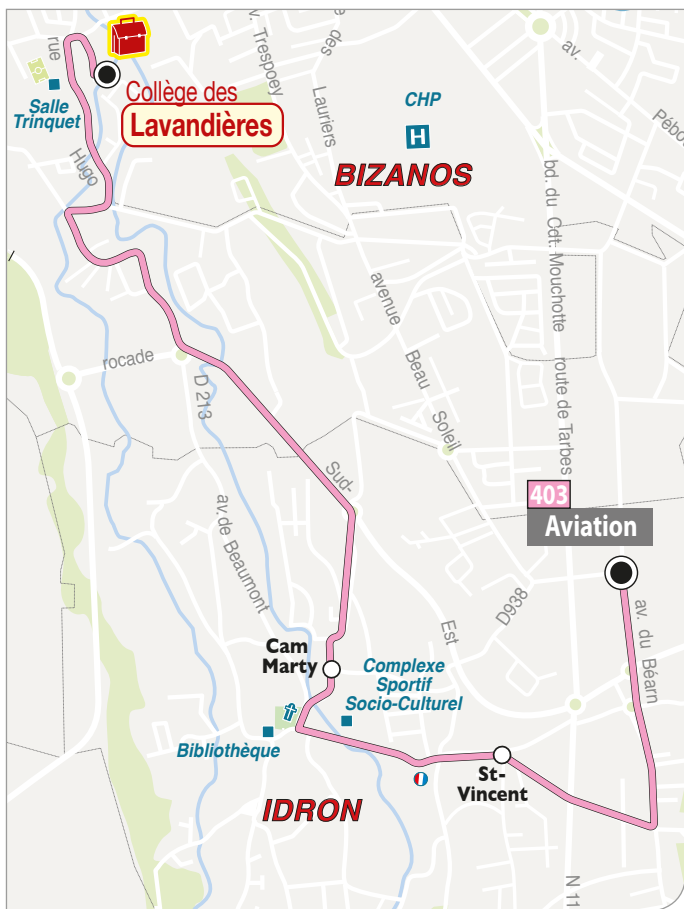 rue
Hugo
Salle
Trinquet
Collège des
Lavandières
av. Trespoey
des
Lauriers
CHP
H
BIZANOS
av.
bd. du Cdt. Mouchotte
route de Tarbes
avenue
Beau
Soleil
rocade
D 213
Sud-
Est
av. de Beaumont
403
Aviation
D938
av. du Béarn
Cam
Marty
Complexe
Sportif
Socio-Culturel
Bibliothèque
St-
Vincent
IDRON
N 11